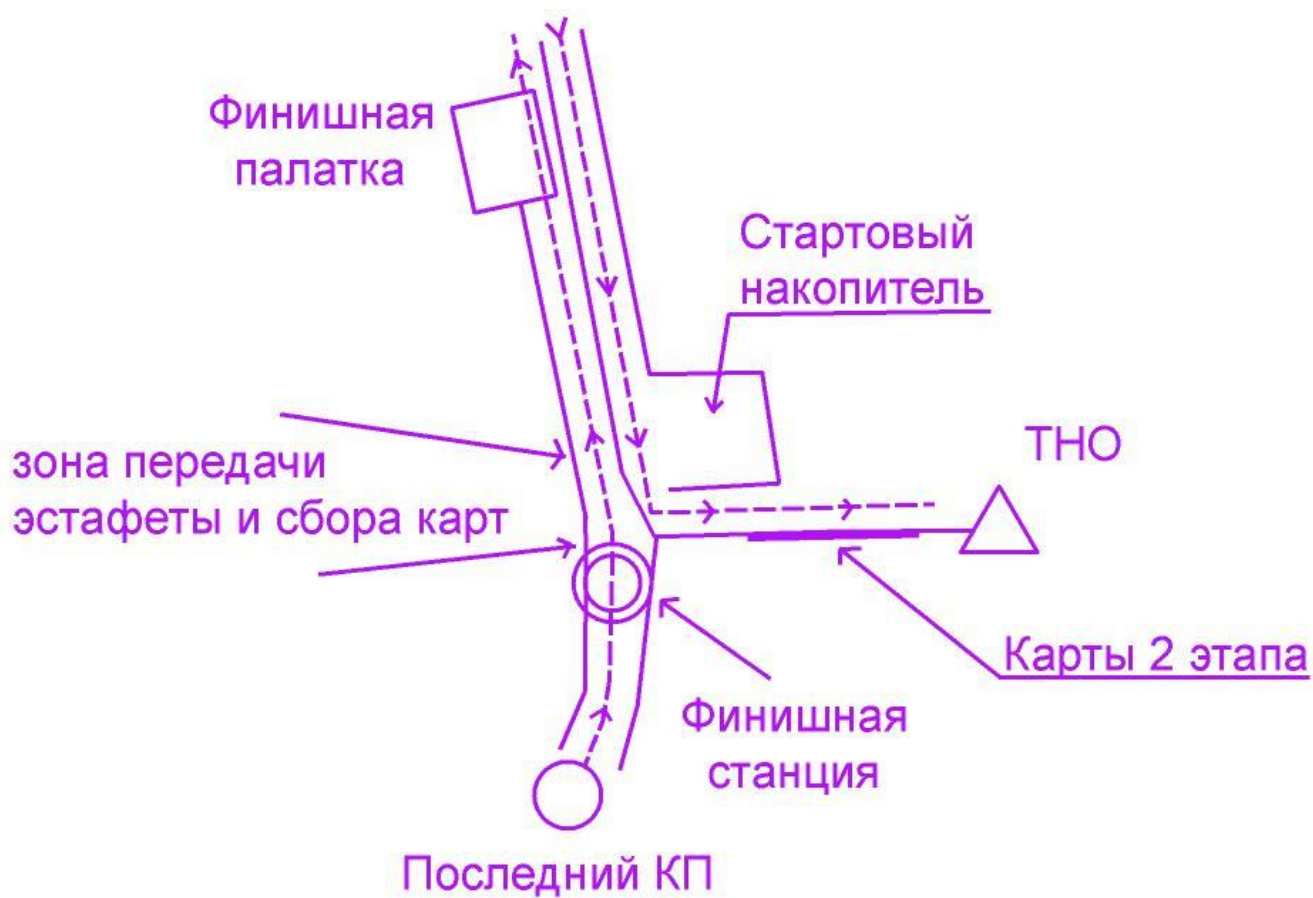 Финишная
палатка
Стартовый
накопитель
ТНО
зона передачи
эстафеты и сбора карт
Карты 2 этапа
Финишная
станция
Последний КП